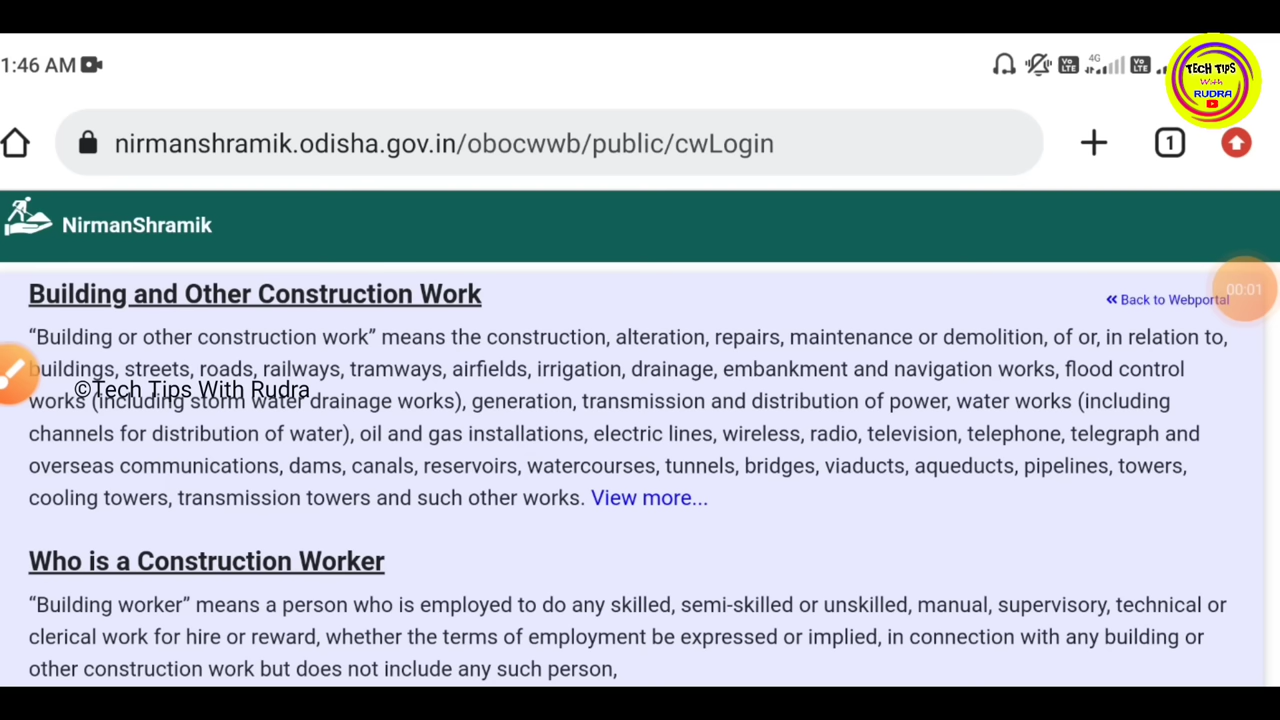 1:46 AM
Vo LTE 4G Vo LTE
TECH TIPS
With
RUDRA
nirmanshramik.odisha.gov.in/obocwwb/public/cwLogin
1
NirmanShramik
Building and Other Construction Work
00:01
Back to Webportal
“Building or other construction work” means the construction, alteration, repairs, maintenance or demolition, of or, in relation to,
buildings, streets, roads, railways, tramways, airfields, irrigation, drainage, embankment and navigation works, flood control
©Tech Tips With Rudra
works (including storm water drainage works), generation, transmission and distribution of power, water works (including
channels for distribution of water), oil and gas installations, electric lines, wireless, radio, television, telephone, telegraph and
overseas communications, dams, canals, reservoirs, watercourses, tunnels, bridges, viaducts, aqueducts, pipelines, towers,
cooling towers, transmission towers and such other works. View more...
Who is a Construction Worker
“Building worker” means a person who is employed to do any skilled, semi-skilled or unskilled, manual, supervisory, technical or
clerical work for hire or reward, whether the terms of employment be expressed or implied, in connection with any building or
other construction work but does not include any such person,